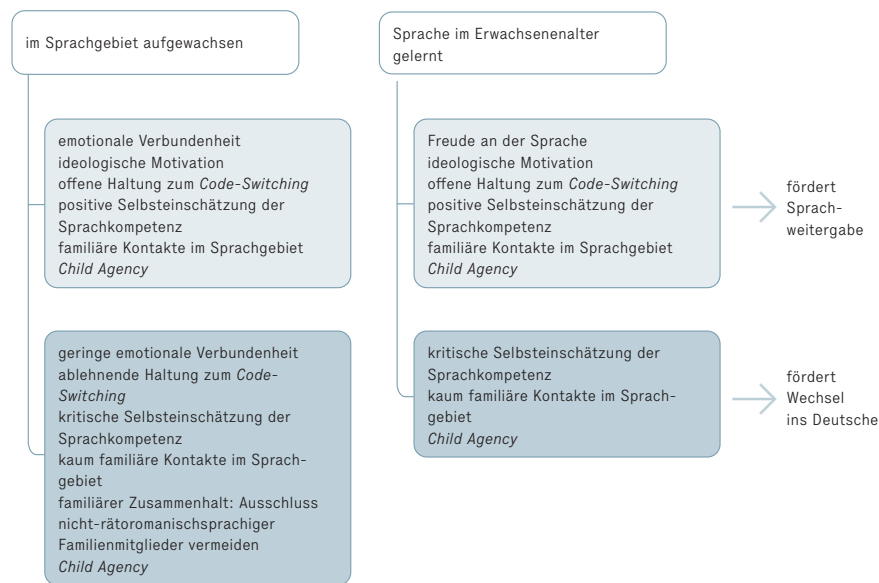 im Sprachgebiet aufgewachsen
emotionale Verbundenheit
ideologische Motivation
offene Haltung zum Code-Switching
positive Selbsteinschätzung der
Sprachkompetenz
familiäre Kontakte im Sprachgebiet
Child Agency
geringe emotionale Verbundenheit
ablehnende Haltung zum Code-
Switching
kritische Selbsteinschätzung der
Sprachkompetenz
kaum familiäre Kontakte im Sprach-
gebiet
familiärer Zusammenhalt: Ausschluss
nicht-rätoromanischsprachiger
Familienmitglieder vermeiden
Child Agency
Sprache im Erwachsenenalter
gelernt
Freude an der Sprache
ideologische Motivation
offene Haltung zum Code-Switching
positive Selbsteinschätzung der
Sprachkompetenz
familiäre Kontakte im Sprachgebiet
Child Agency
kritische Selbsteinschätzung der
Sprachkompetenz
kaum familiäre Kontakte im Sprach-
gebiet
Child Agency
fördert
Sprach-
weitergabe
fördert
Wechsel
ins Deutsche